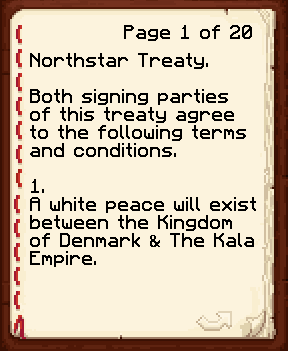 Page 1 of 20
Northstar Treaty.
Both signing parties
of this treaty agree
to the following terms
and conditions.
1.
A white peace will exist
between the Kingdom
of Denmark & The Kala
Empire.